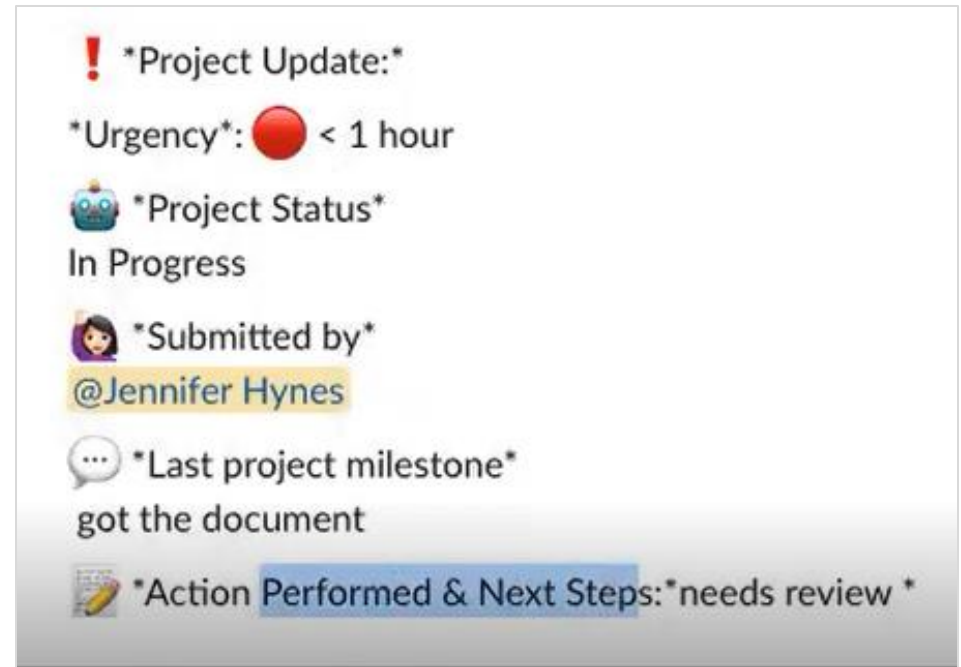 ❗ *Project Update:*
*Urgency*: 🔴 < 1 hour
🤖 *Project Status*
In Progress
🙋🏻‍♀️ *Submitted by*
@Jennifer Hynes
💬 *Last project milestone*
got the document
📝 *Action Performed & Next Steps:*needs review *